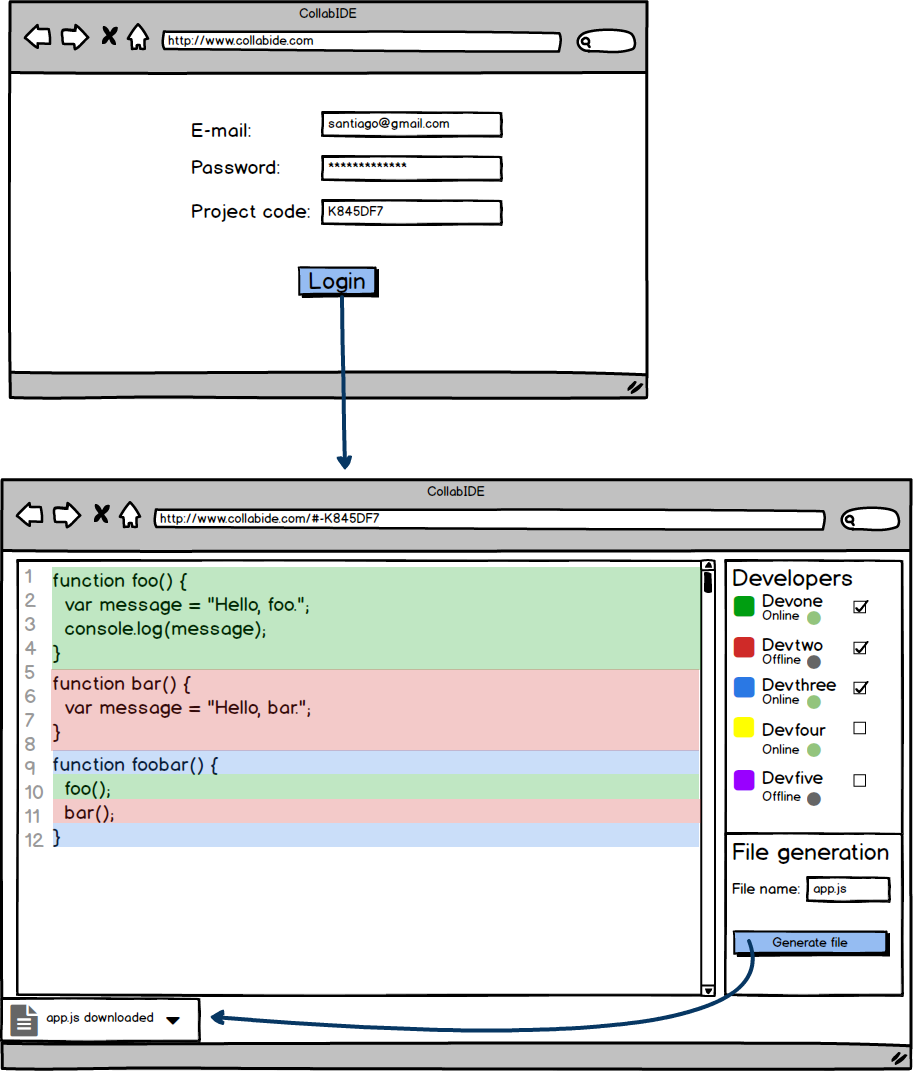 CollabIDE
http://www.collabide.com
E-mail: santiago@gmail.com
Password: *************
Project code: K845DF7
Login
CollabIDE
http://www.collabide.com/#-K845DF7
1 function foo() {
2 var message = "Hello, foo.";
3 console.log(message);
4 }
5 function bar() {
6 var message = "Hello, bar.";
7 }
8
9 function foobar() {
10 foo();
11 bar();
12 }
Developers
Devone
Online
Devtwo
Offline
Devthree
Online
Devfour
Online
Devfive
Offline
File generation
File name: app.js
Generate file
app.js downloaded